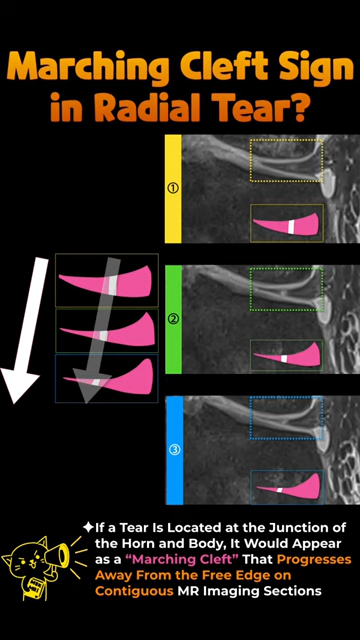 Marching Cleft Sign
in Radial Tear?
①
②
③
✦If a Tear Is Located at the Junction of
the Horn and Body, It Would Appear
as a “Marching Cleft” That Progresses
Away From the Free Edge on
Contiguous MR Imaging Sections